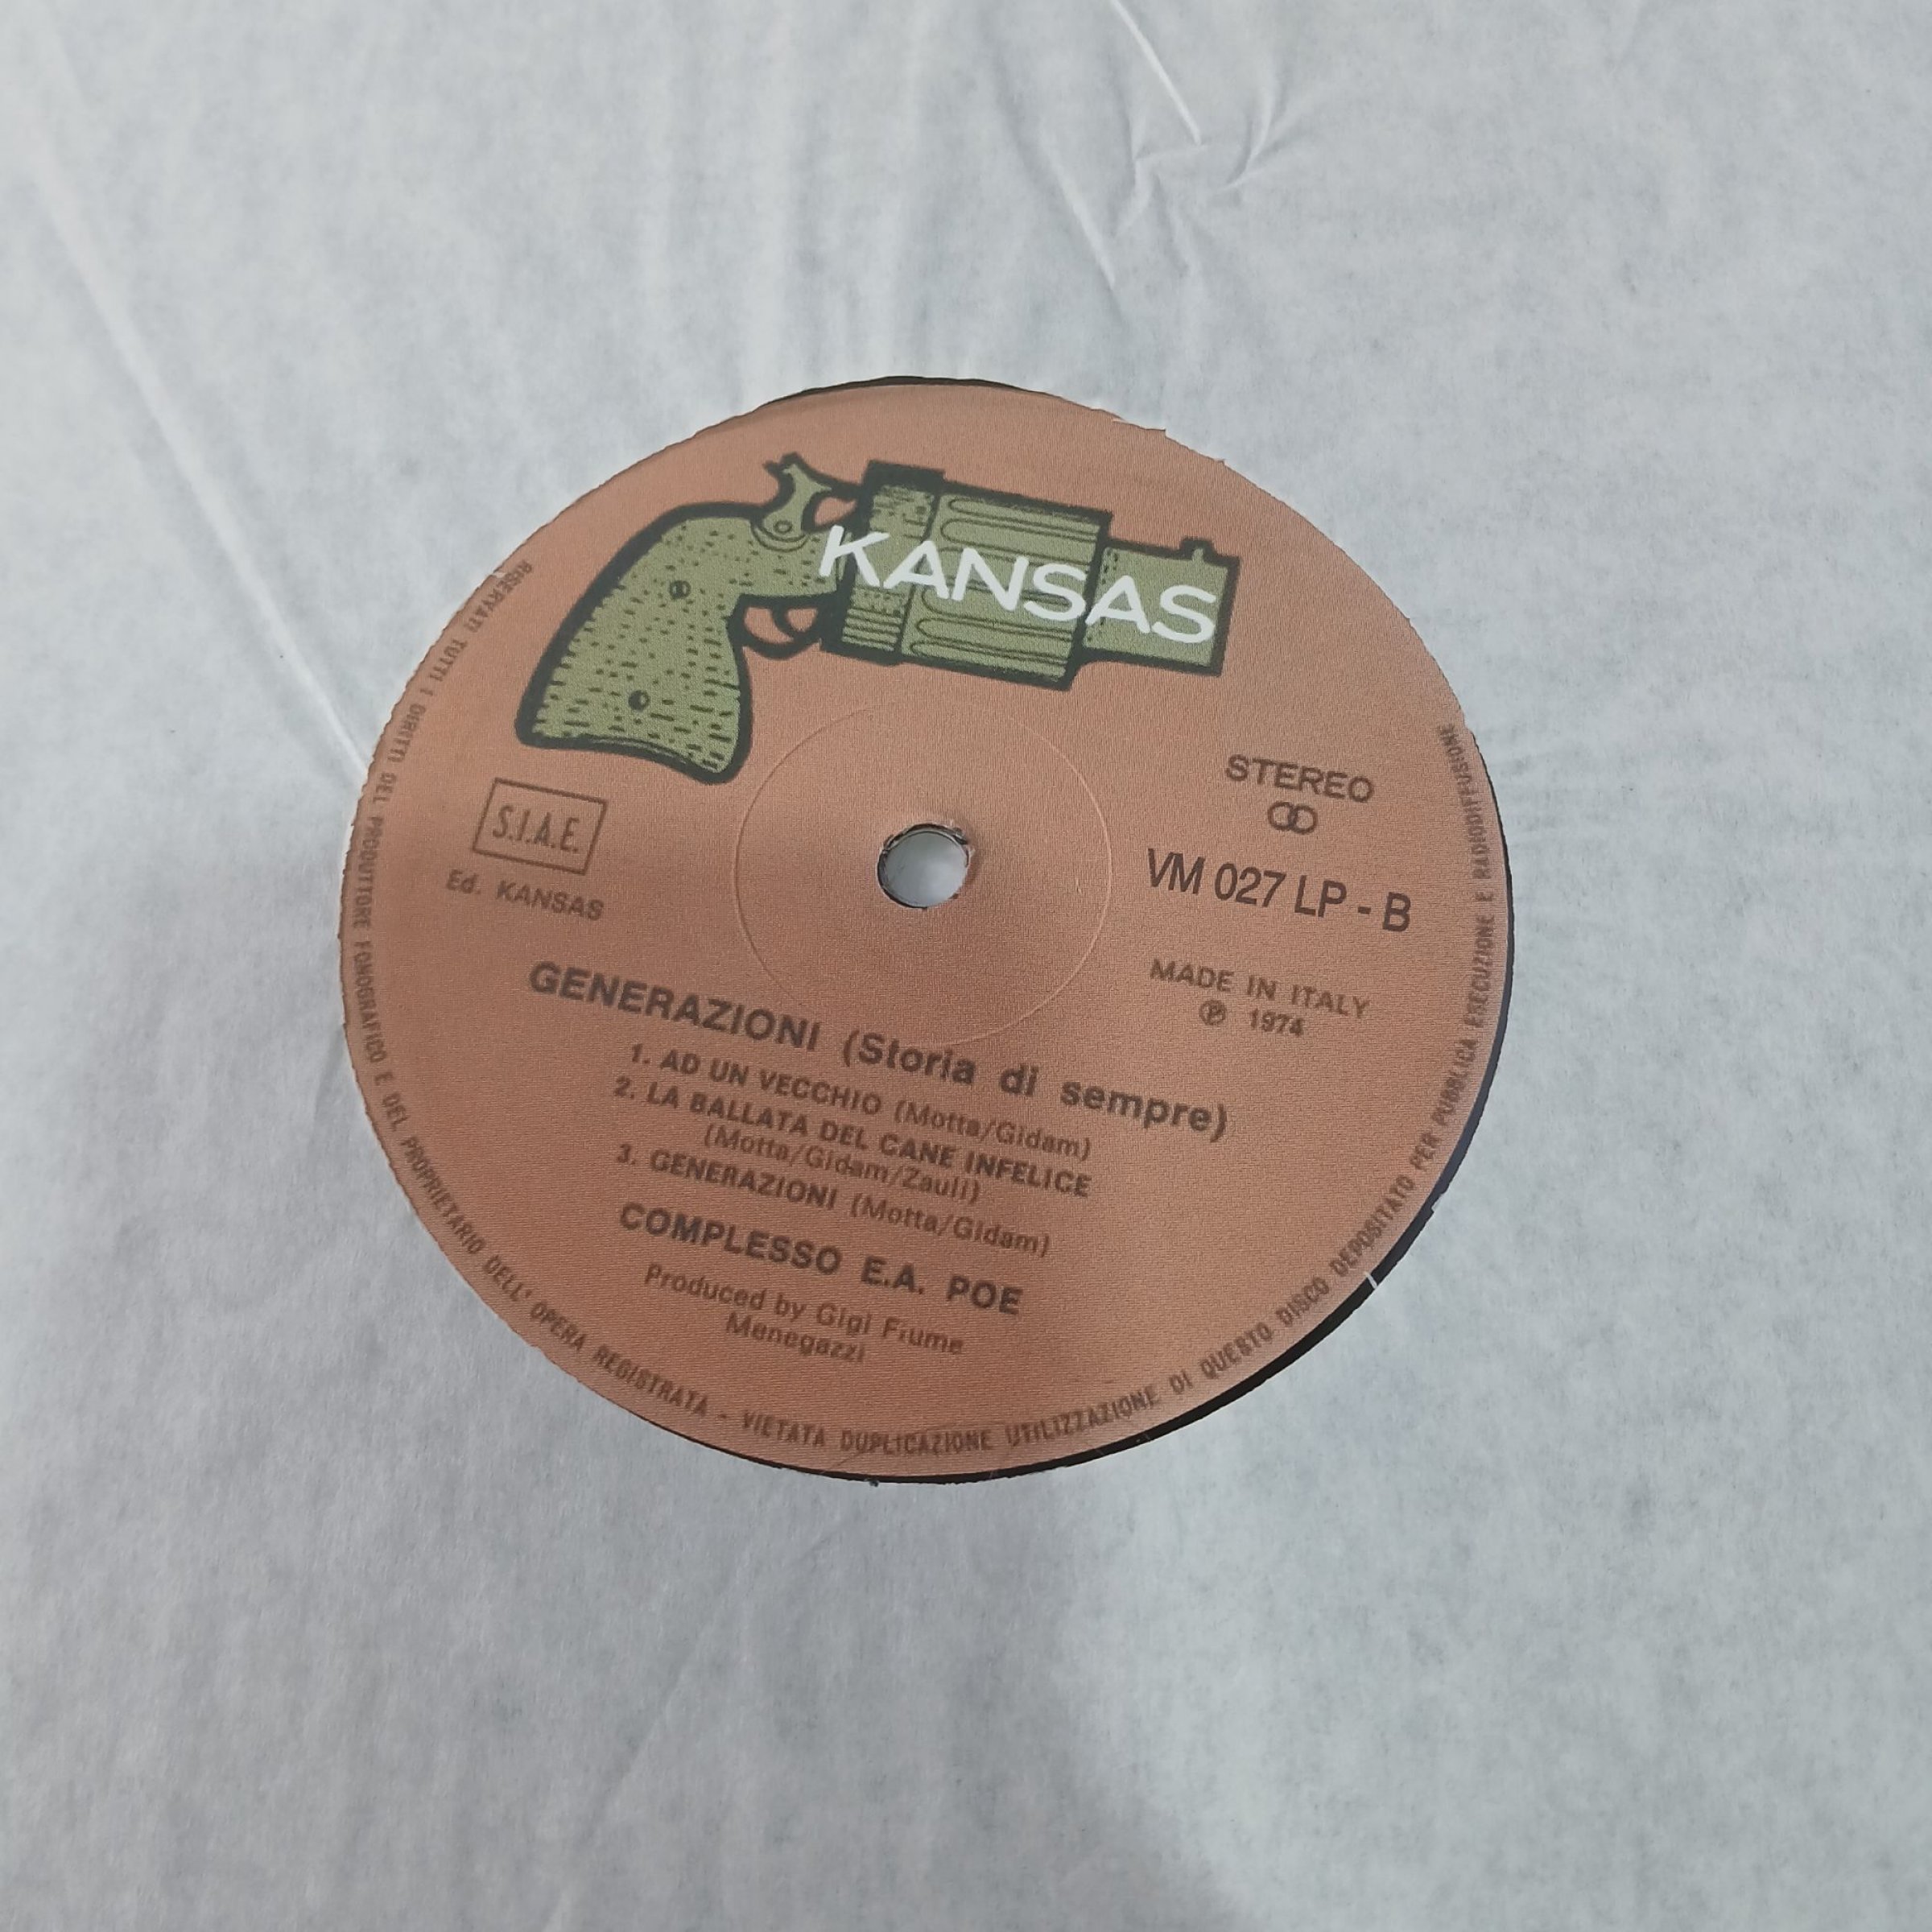 KANSAS
STEREO
S.I.A.E.
VM 027 LP - B
Ed. KANSAS
MADE IN ITALY
℗ 1974
GENERAZIONI (Storia di sempre)
1. AD UN VECCHIO (Motta/Gidam)
2. LA BALLATA DEL CANE INFELICE
(Motta/Gidam/Zauli)
3. GENERAZIONI (Motta/Gidam)
COMPLESSO E.A. POE
Produced by Gigi Fiume
Menegazzi
RISERVATI TUTTI I DIRITTI DEL PRODUTTORE FONOGRAFICO E DEL PROPRIETARIO DELL' OPERA REGISTRATA - VIETATA DUPLICAZIONE UTILIZZAZIONE DI QUESTO DISCO DEPOSITATO PER PUBBLICA ESECUZIONE E RADIODIFFUSIONE